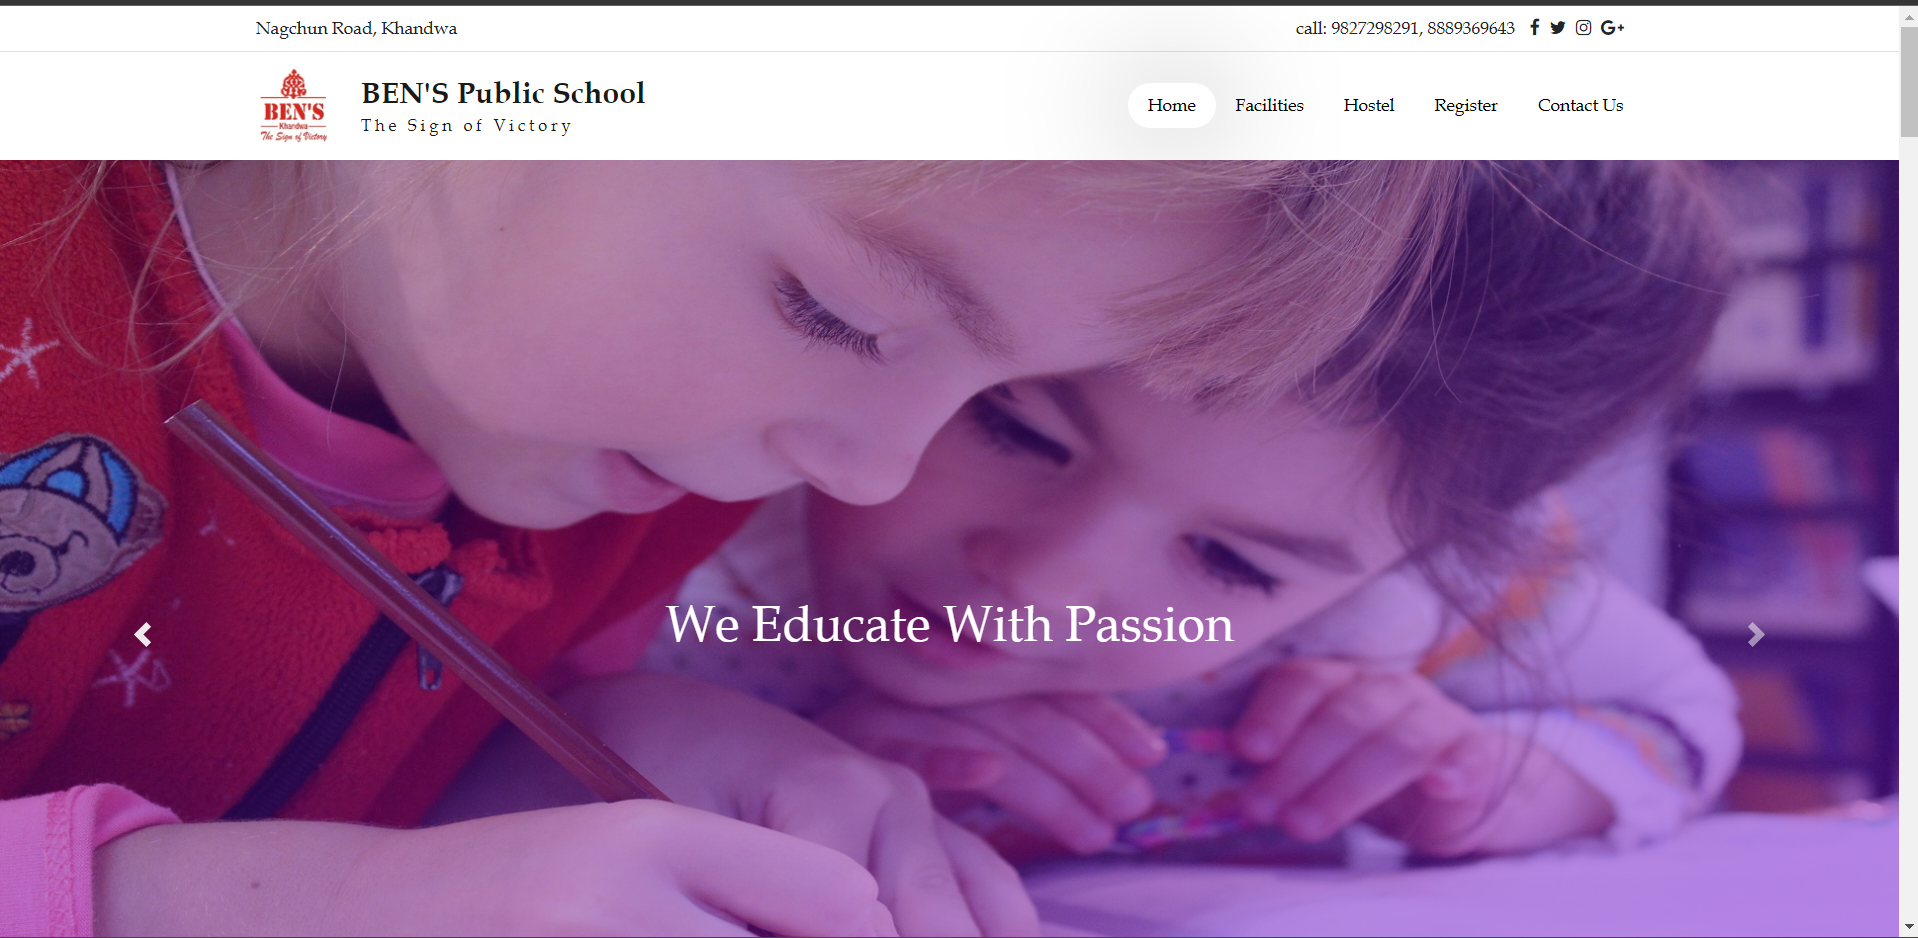 Nagchun Road, Khandwa
call: 9827298291, 8889369643
BEN'S
Khandwa
The Sign of Victory
BEN'S Public School
The Sign of Victory
Home Facilities Hostel Register Contact Us
We Educate With Passion